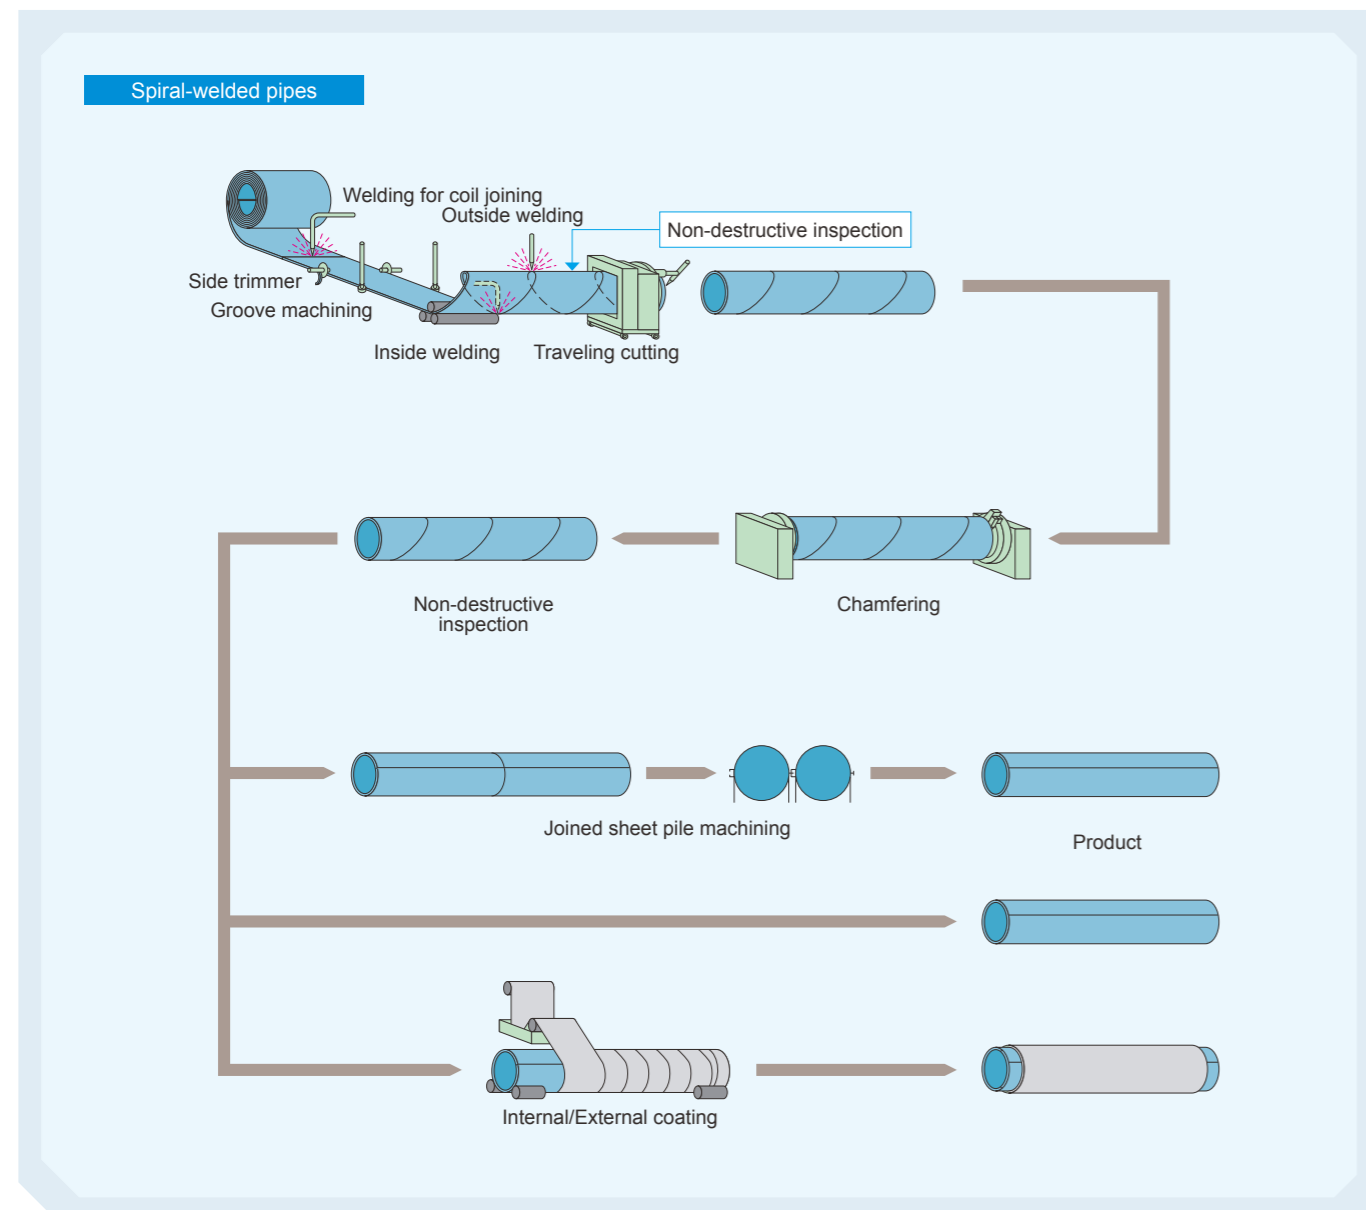 Spiral-welded pipes
Welding for coil joining
Outside welding
Non-destructive inspection
Side trimmer
Groove machining
Inside welding
Traveling cutting
Non-destructive
inspection
Chamfering
Joined sheet pile machining
Product
Internal/External coating